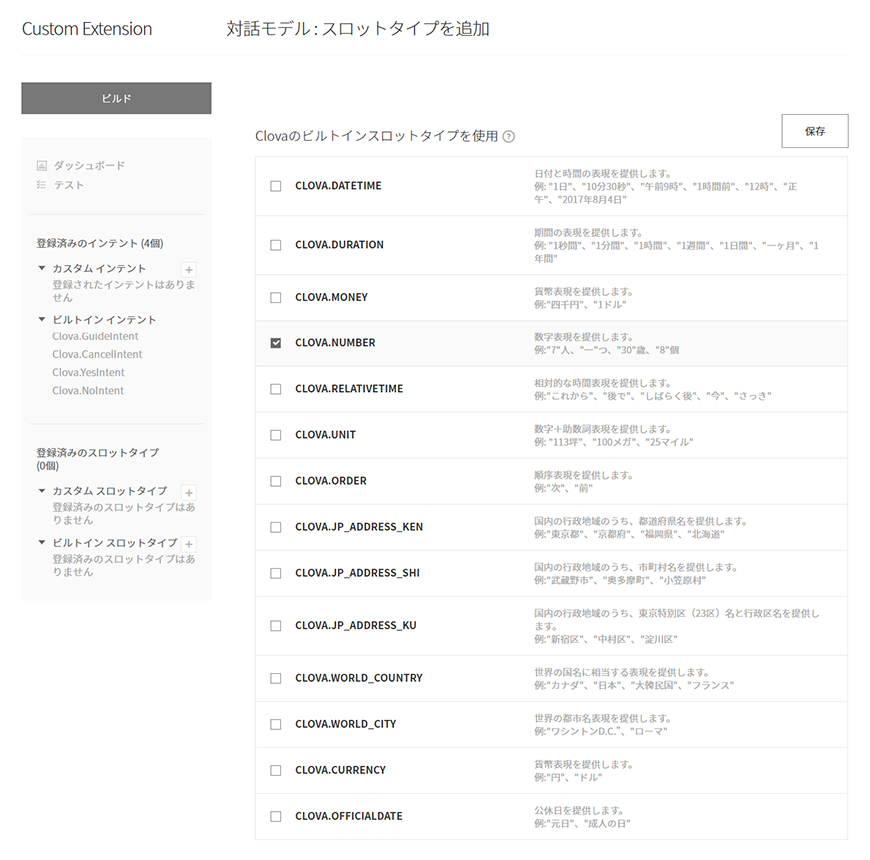 Custom Extension
対話モデル : スロットタイプを追加
ビルド
ダッシュボード
テスト
登録済みのインテント (4個)
カスタム インテント
登録されたインテントはありま
せん
ビルトイン インテント
Clova.GuideIntent
Clova.CancelIntent
Clova.YesIntent
Clova.NoIntent
登録済みのスロットタイプ
(0個)
カスタム スロットタイプ
登録済みのスロットタイプはあ
りません
ビルトイン スロットタイプ
登録済みのスロットタイプはあ
りません
Clovaのビルトインスロットタイプを使用 ?
保存
CLOVA.DATETIME
日付と時間の表現を提供します。
例: "1日"、"10分30秒"、"午前9時"、"1時間前"、"12時"、"正
午"、"2017年8月4日"
CLOVA.DURATION
期間の表現を提供します。
例: "1秒間"、"1分間"、"1時間"、"1週間"、"1日間"、"一ヶ月"、"1
年間"
CLOVA.MONEY
貨幣表現を提供します。
例:"四千円"、"1ドル"
CLOVA.NUMBER
数字表現を提供します。
例:"7"人、"一"つ、"30"歳、"8"個
CLOVA.RELATIVETIME
相対的な時間表現を提供します。
例:"これから"、"後で"、"しばらく後"、"今"、"さっき"
CLOVA.UNIT
数字＋助数詞表現を提供します。
例: "113坪"、"100メガ"、"25マイル"
CLOVA.ORDER
順序表現を提供します。
例:"次"、"前"
CLOVA.JP_ADDRESS_KEN
国内の行政地域のうち、都道府県名を提供します。
例:"東京都"、"京都府"、"福岡県"、"北海道"
CLOVA.JP_ADDRESS_SHI
国内の行政地域のうち、市町村名を提供します。
例:"武蔵野市"、"奥多摩町"、"小笠原村"
CLOVA.JP_ADDRESS_KU
国内の行政地域のうち、東京特別区（23区）名と行政区名を提供し
ます。
例:"新宿区"、"中村区"、"淀川区"
CLOVA.WORLD_COUNTRY
世界の国名に相当する表現を提供します。
例:"カナダ"、"日本"、"大韓民国"、"フランス"
CLOVA.WORLD_CITY
世界の都市名表現を提供します。
例:"ワシントンD.C."、"ローマ"
CLOVA.CURRENCY
貨幣表現を提供します。
例:"円"、"ドル"
CLOVA.OFFICIALDATE
公休日を提供します。
例:"元日"、"成人の日"